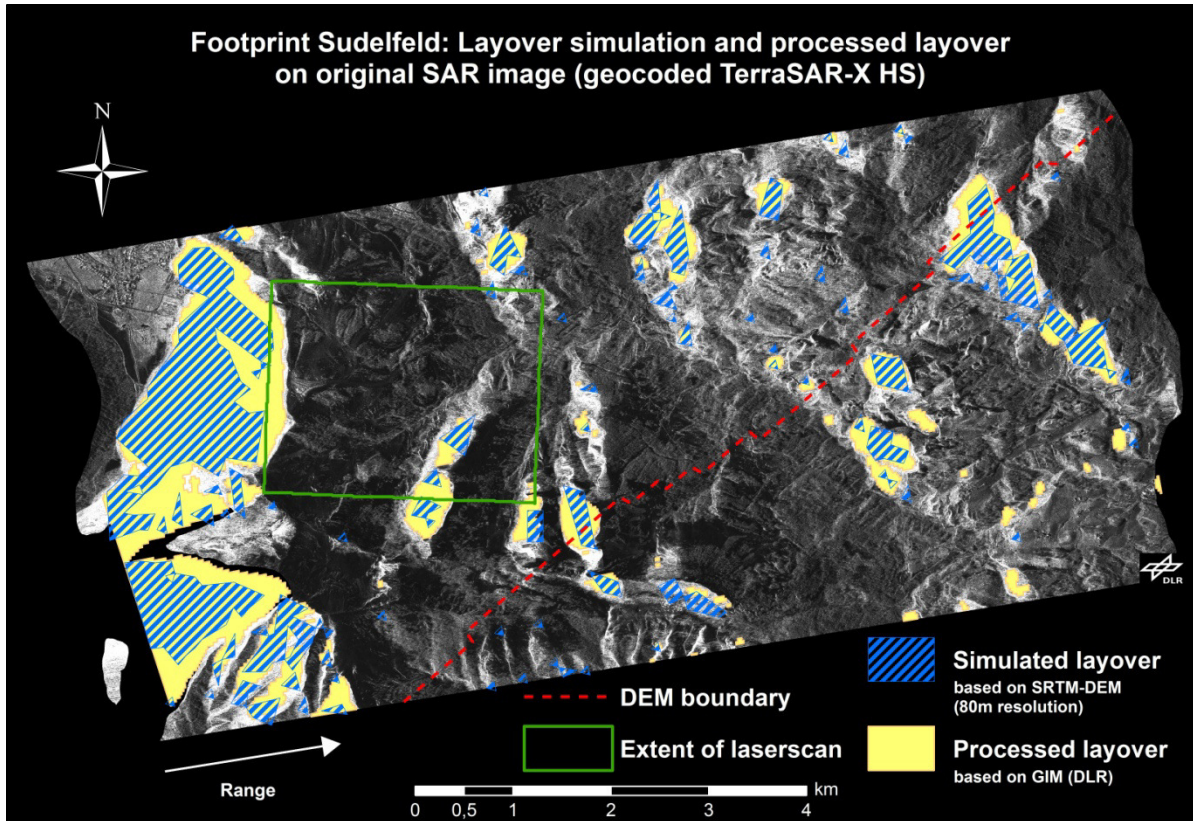 Footprint Sudelfeld: Layover simulation and processed layover
on original SAR image (geocoded TerraSAR-X HS)
N
DLR
Simulated layover
based on SRTM-DEM
(80m resolution)
DEM boundary
Extent of laserscan
Processed layover
based on GIM (DLR)
Range
km
0 0,5 1 2 3 4